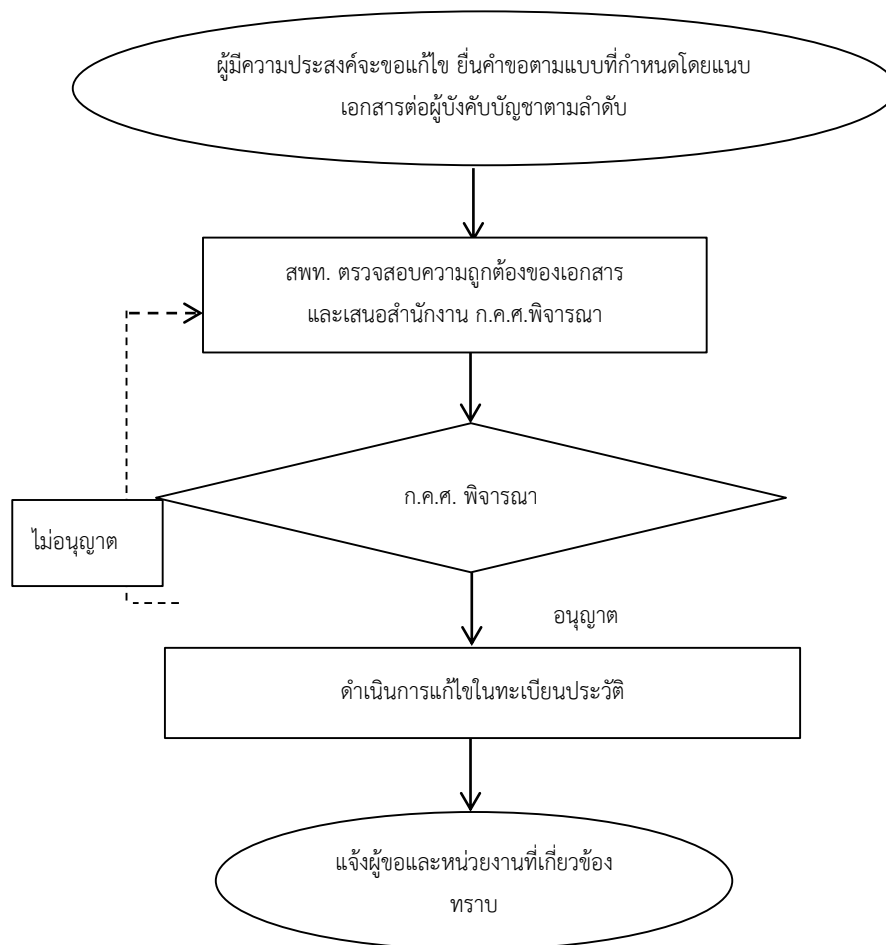 ผู้มีความประสงค์จะขอแก้ไข ยื่นคำขอตามแบบที่กำหนดโดยแนบ
เอกสารต่อผู้บังคับบัญชาตามลำดับ
สพท. ตรวจสอบความถูกต้องของเอกสาร
และเสนอสำนักงาน ก.ค.ศ.พิจารณา
ก.ค.ศ. พิจารณา
ไม่อนุญาต
อนุญาต
ดำเนินการแก้ไขในทะเบียนประวัติ
แจ้งผู้ขอและหน่วยงานที่เกี่ยวข้อง
ทราบ